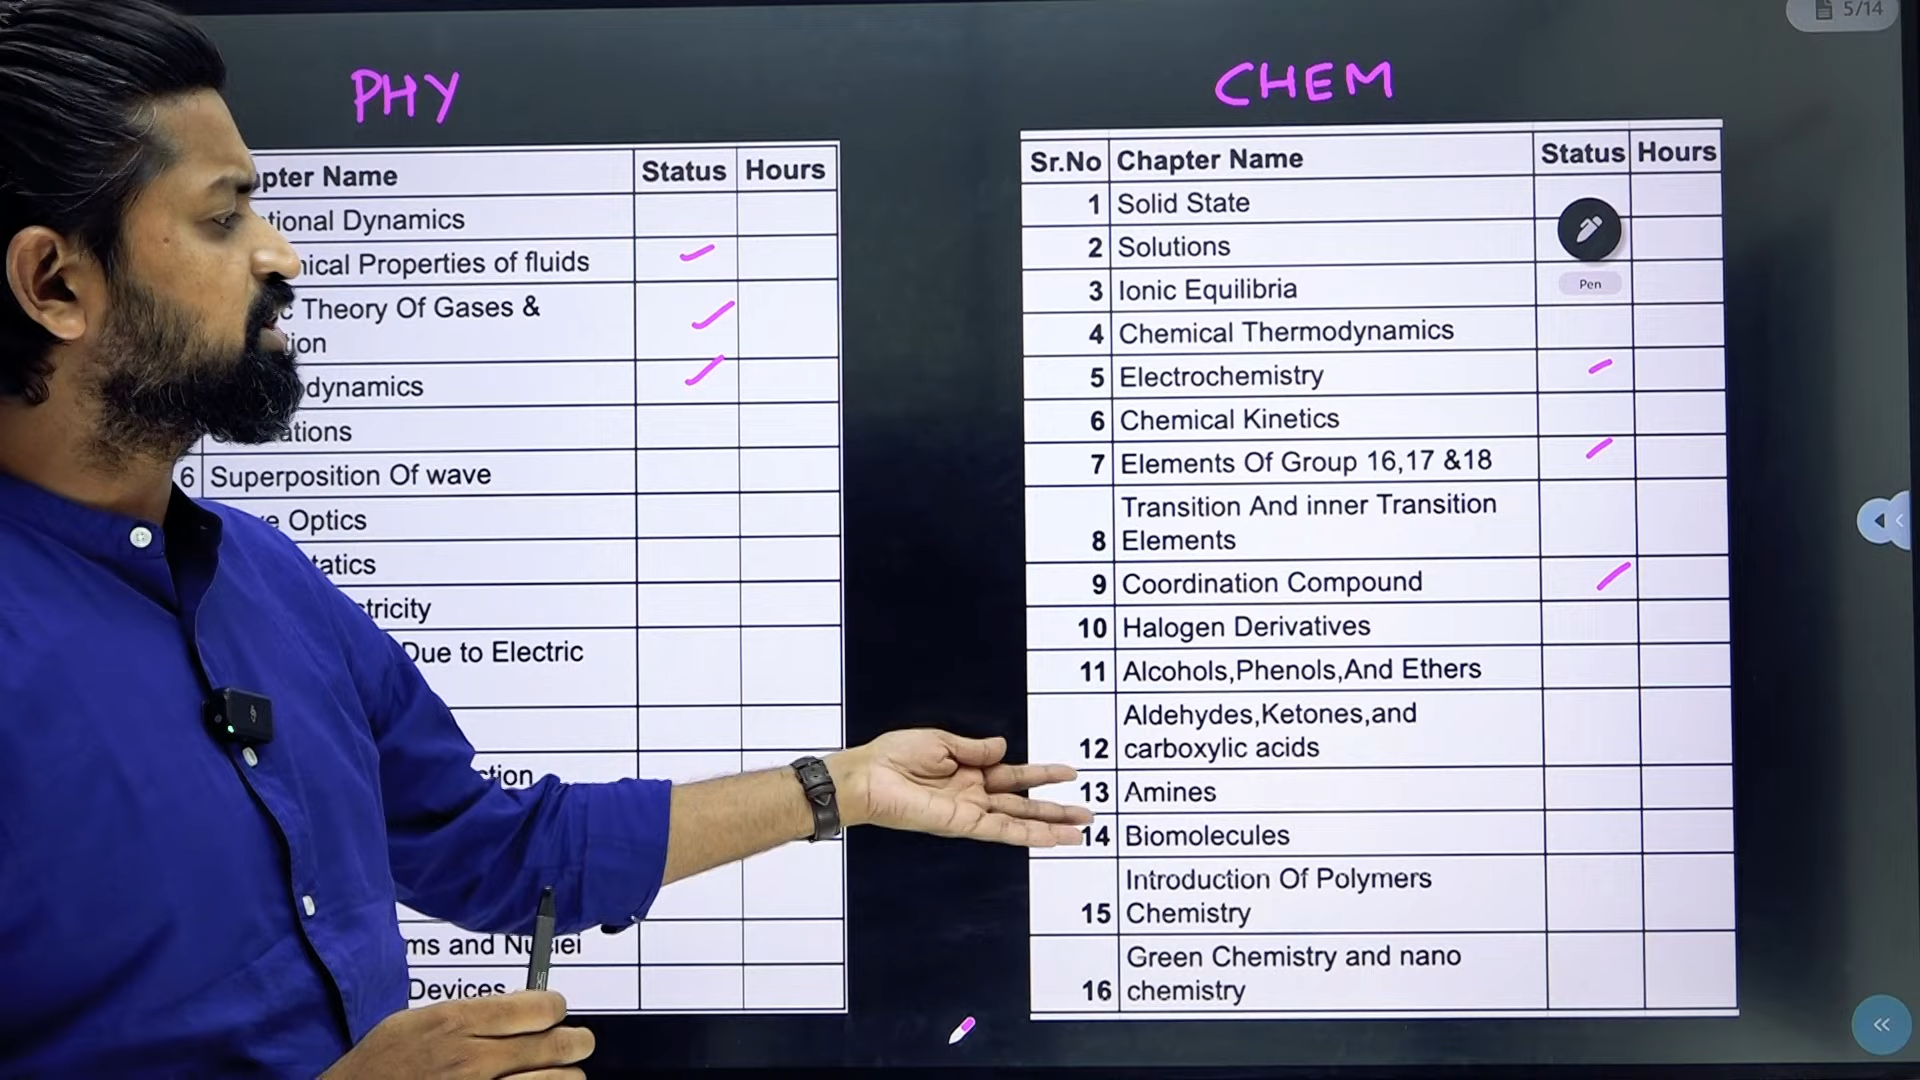 5/14
PHY
CHEM
pter Name Status Hours
tional Dynamics
nical Properties of fluids
c Theory Of Gases &
tion
odynamics
ations
6 Superposition Of wave
e Optics
tatics
tricity
Due to Electric
ction
ms and Nuclei
Devices
Sr.No Chapter Name Status Hours
1 Solid State
2 Solutions
3 Ionic Equilibria
Pen
4 Chemical Thermodynamics
5 Electrochemistry
6 Chemical Kinetics
7 Elements Of Group 16,17 &18
Transition And inner Transition
8 Elements
9 Coordination Compound
10 Halogen Derivatives
11 Alcohols,Phenols,And Ethers
Aldehydes,Ketones,and
12 carboxylic acids
13 Amines
14 Biomolecules
Introduction Of Polymers
15 Chemistry
Green Chemistry and nano
16 chemistry